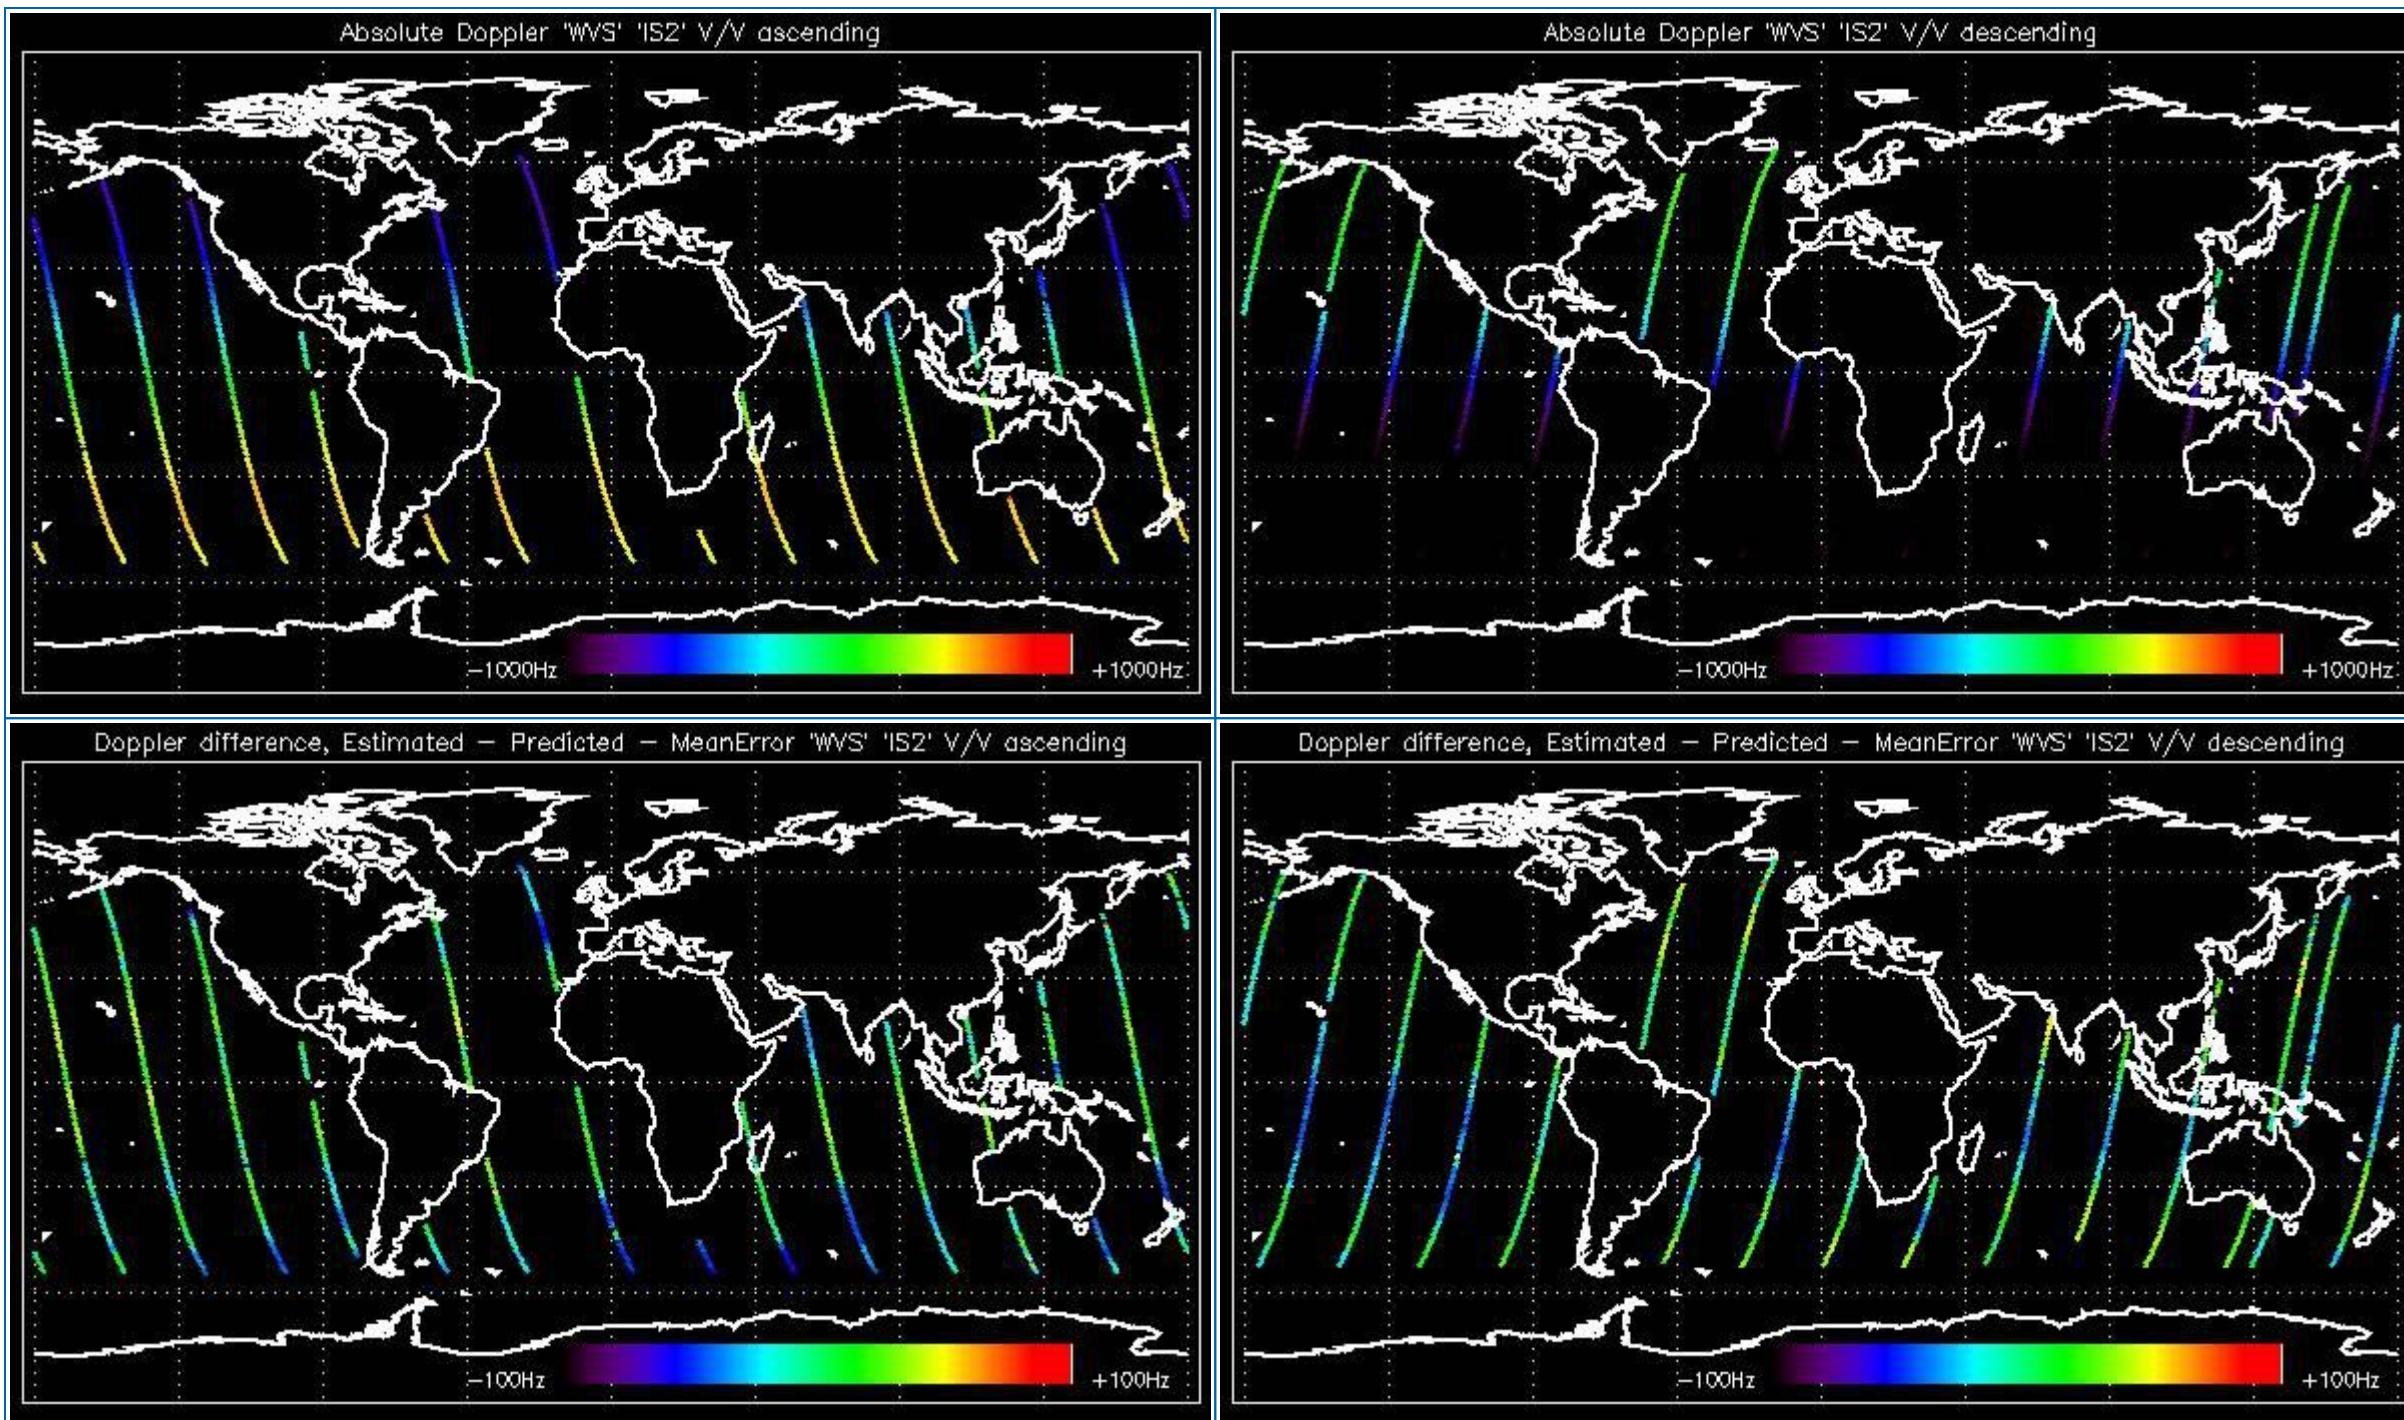 Absolute Doppler 'WVS' 'IS2' V/V ascending
−1000Hz
+1000Hz
Absolute Doppler 'WVS' 'IS2' V/V descending
−1000Hz
+1000Hz
Doppler difference, Estimated − Predicted − MeanError 'WVS' 'IS2' V/V ascending
−100Hz
+100Hz
Doppler difference, Estimated − Predicted − MeanError 'WVS' 'IS2' V/V descending
−100Hz
+100Hz